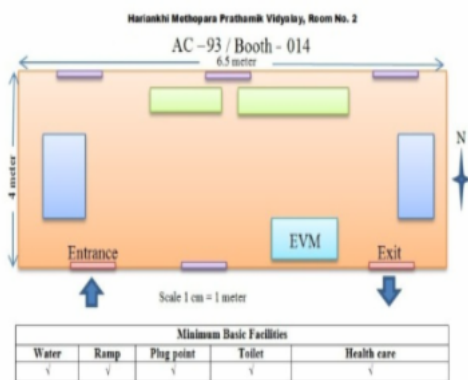 Hariankhi Methopara Prathamik Vidyalay, Room No. 2
AC -93 / Booth - 014
6.5 meter
4 meter
N
EVM
Entrance
Exit
Scale 1 cm = 1 meter
Minimum Basic Facilities
Water Ramp Plug point Toilet Health care
√ √ √ √ √